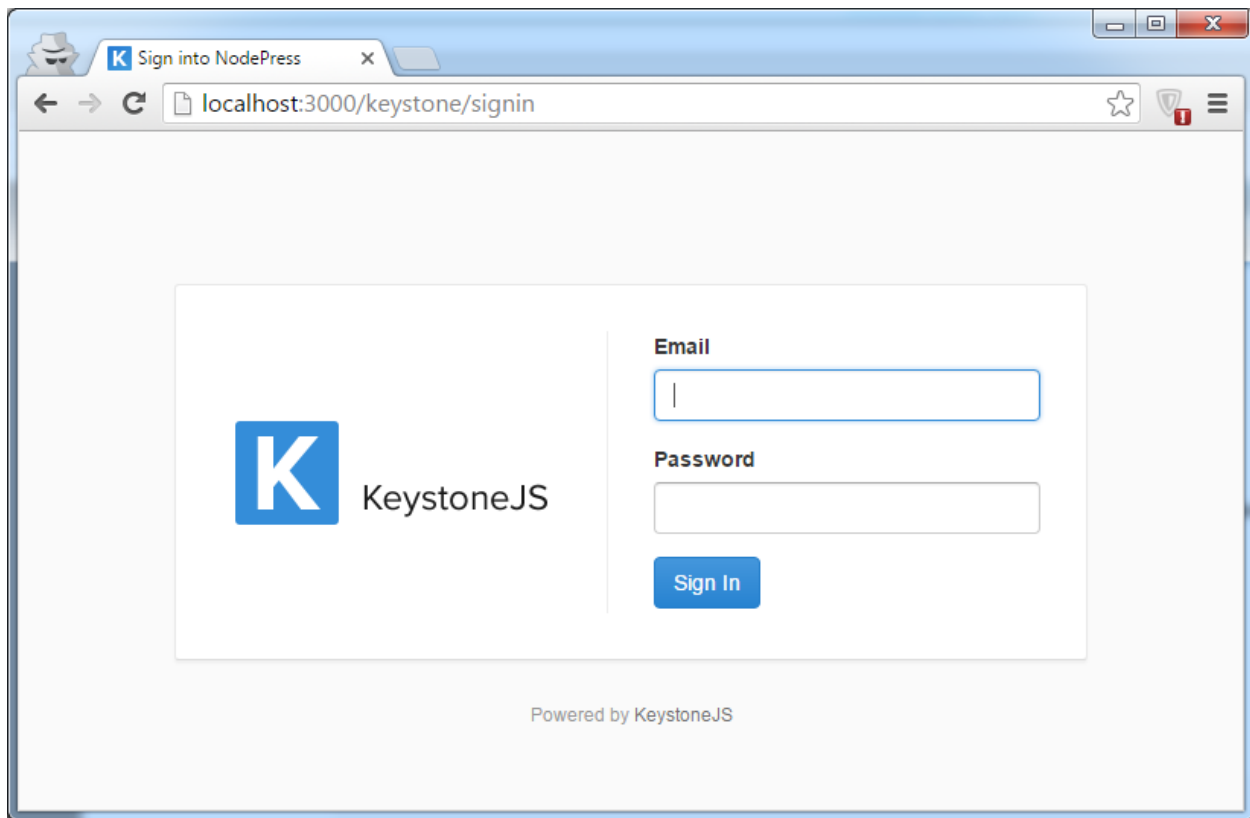 K Sign into NodePress
localhost:3000/keystone/signin
Email
K KeystoneJS
Password
Sign In
Powered by KeystoneJS